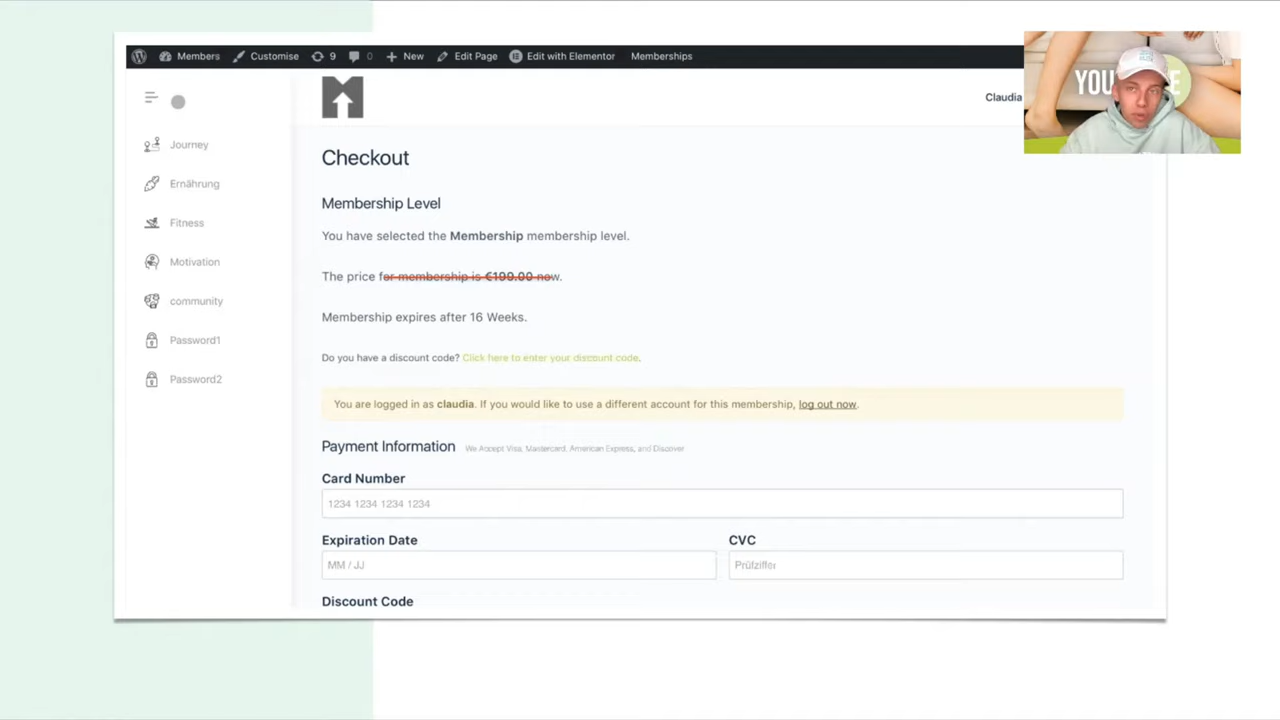 Members Customise 9 0 New Edit Page Edit with Elementor Memberships
Claudia
Journey
Ernährung
Fitness
Motivation
community
Password1
Password2
Checkout
Membership Level
You have selected the Membership membership level.
The price for membership is €199.00 now.
Membership expires after 16 Weeks.
Do you have a discount code? Click here to enter your discount code.
You are logged in as claudia. If you would like to use a different account for this membership, log out now.
Payment Information We Accept Visa, Mastercard, American Express, and Discover
Card Number
1234 1234 1234 1234
Expiration Date CVC
MM / JJ Prüfziffer
Discount Code